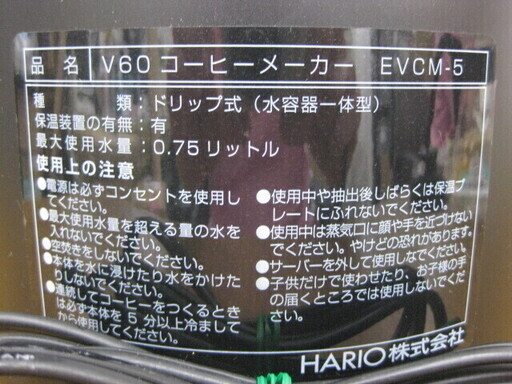 品名 V60 コーヒーメーカー EVCM-5
種類：ドリップ式（水容器一体型）
保温装置の有無：有
最大使用水量：0.75リットル
使用上の注意
●電源は必ずコンセントを使用し
てください。
●最大使用水量を超える量の水を
入れないでください。
●空焚きをしないでください。
●本体を水に浸けたり水をかけた
りしないでください。
●連続してコーヒーをつくるとき
は必ず本体を5分以上冷まして
から使用してください。
●使用中や抽出後しばらくは保温プ
レートにふれないでください。
●使用中は蒸気口に顔や手を近づけない
でください。やけどの恐れがあります。
●サーバーを外して使用しなでください。
●子供だけで使わせたり、お子様の手
の届くところでは使用しないでくだ
さい。
HARIO株式会社